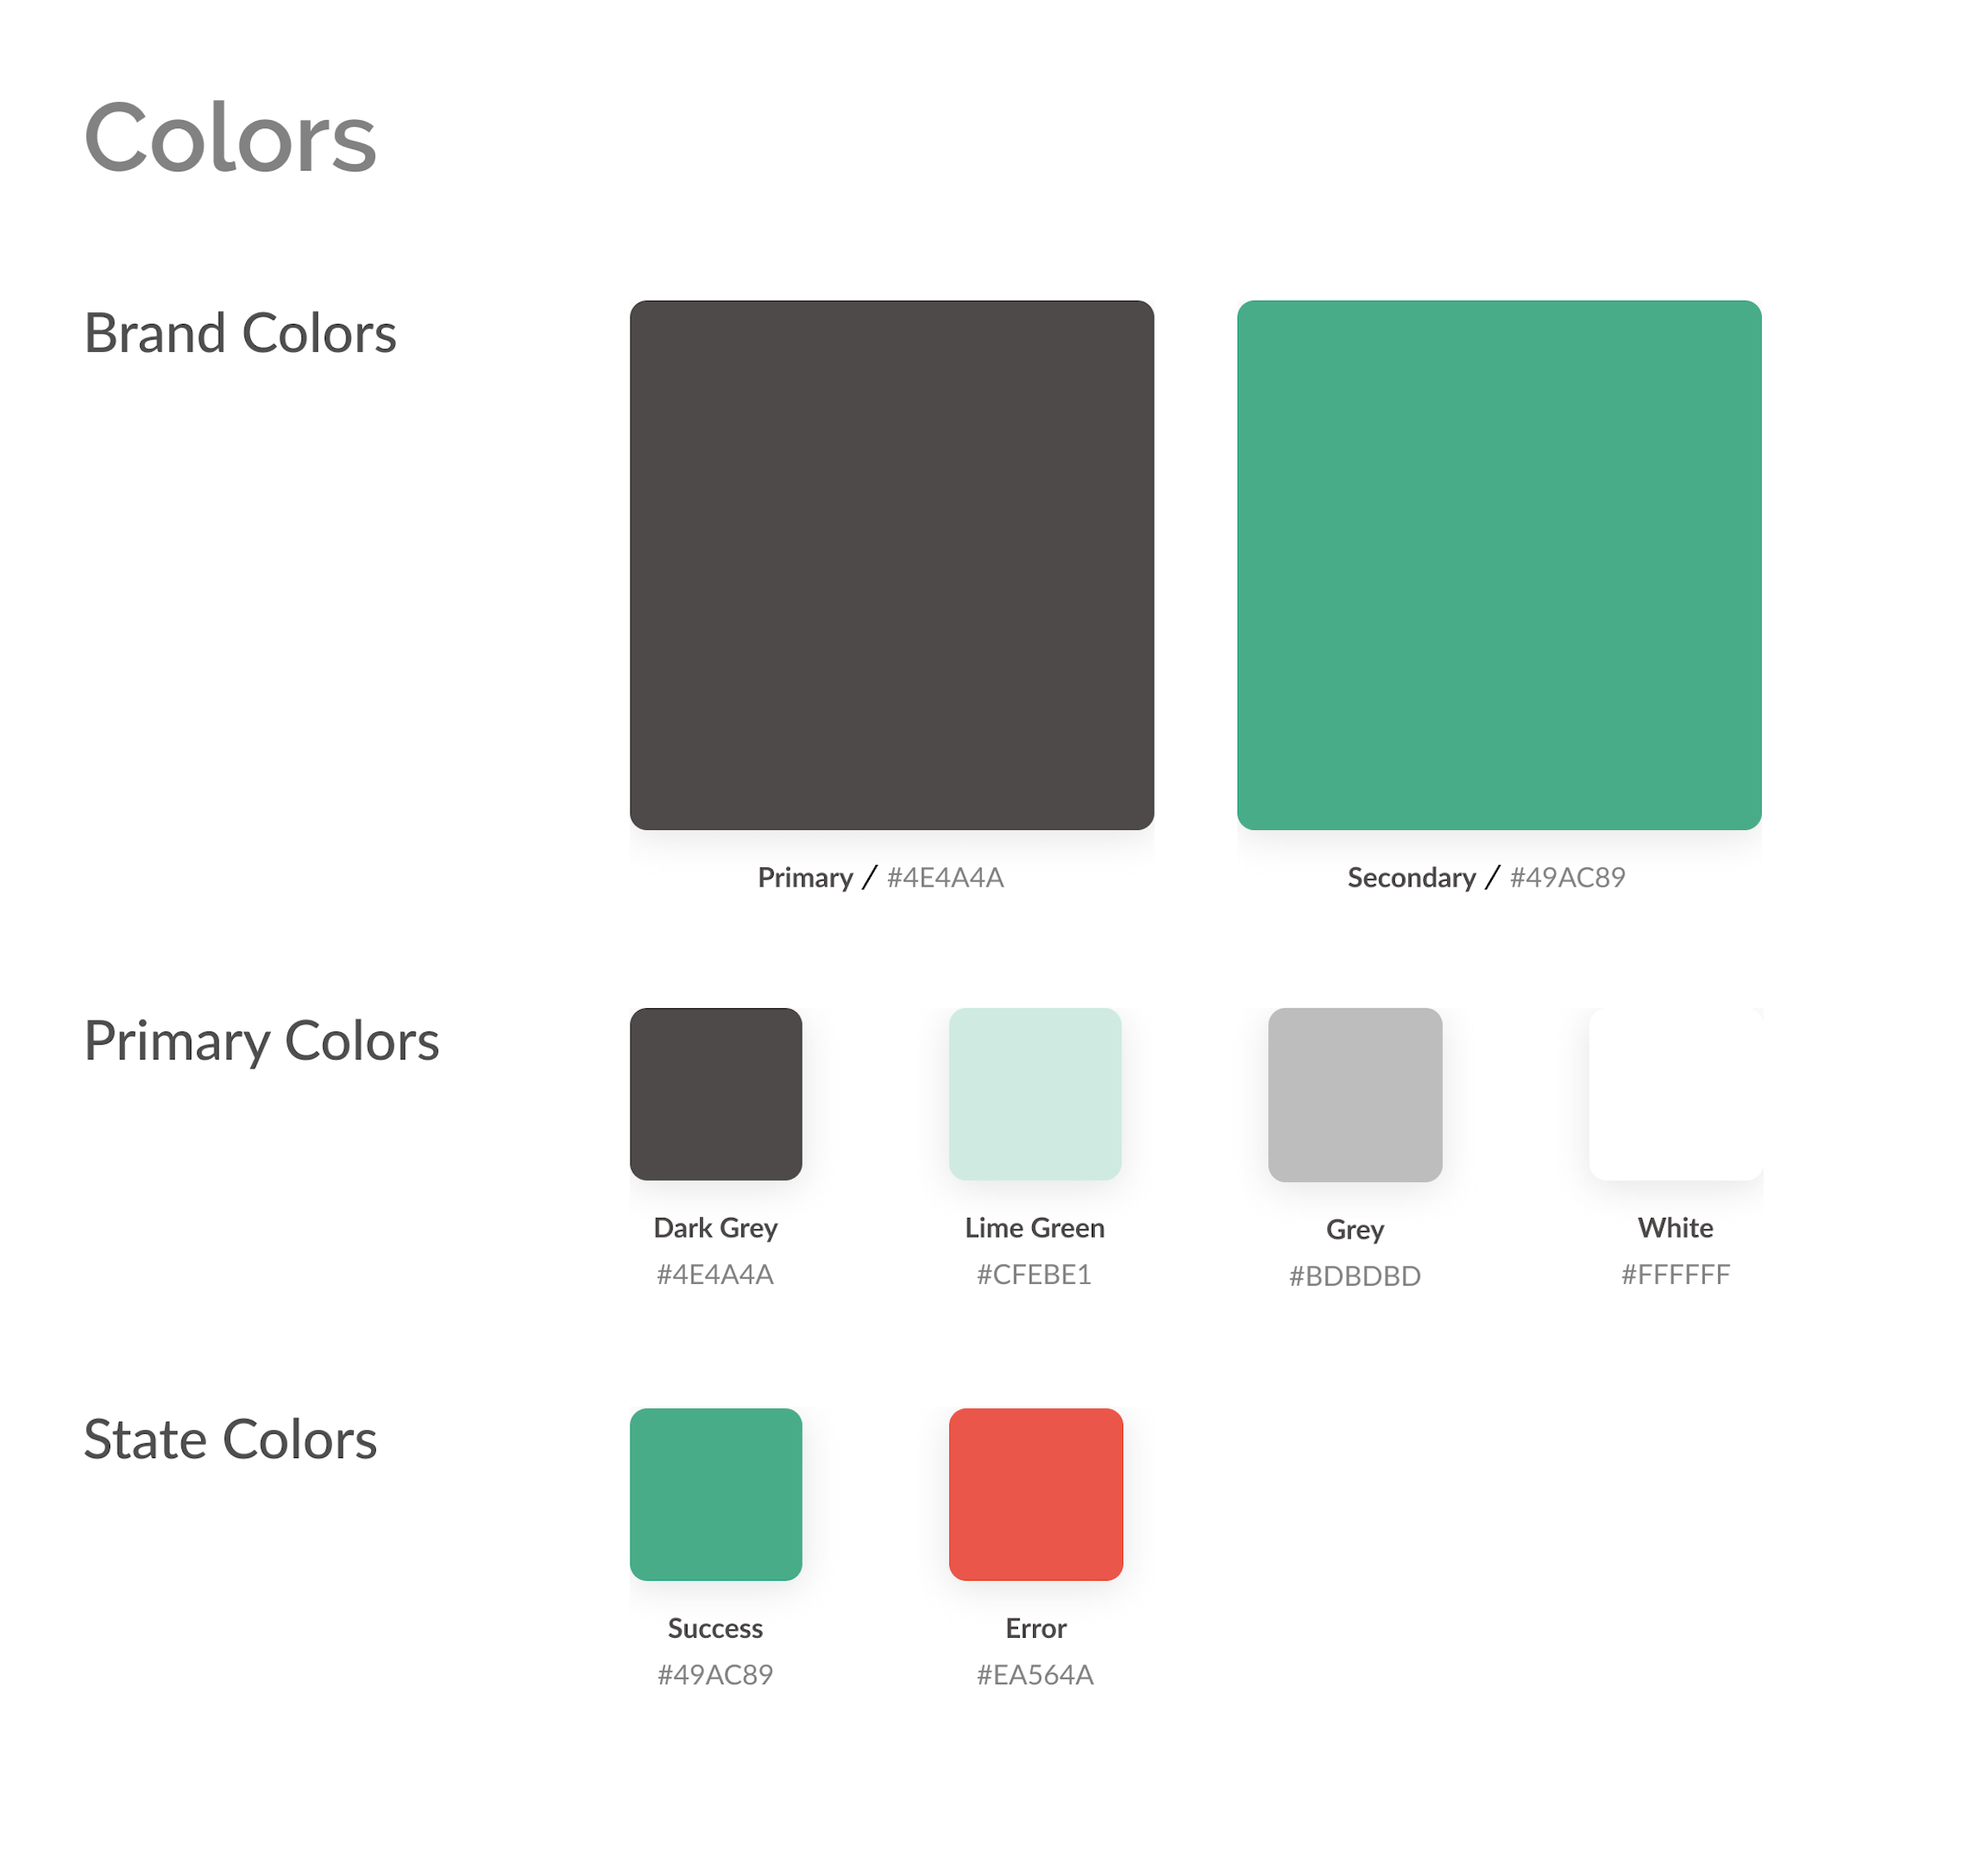 Colors
Brand Colors
Primary / #4E4A4A
Secondary / #49AC89
Primary Colors
Dark Grey
#4E4A4A
Lime Green
#CFEBE1
Grey
#BDBDBD
White
#FFFFFF
State Colors
Success
#49AC89
Error
#EA564A